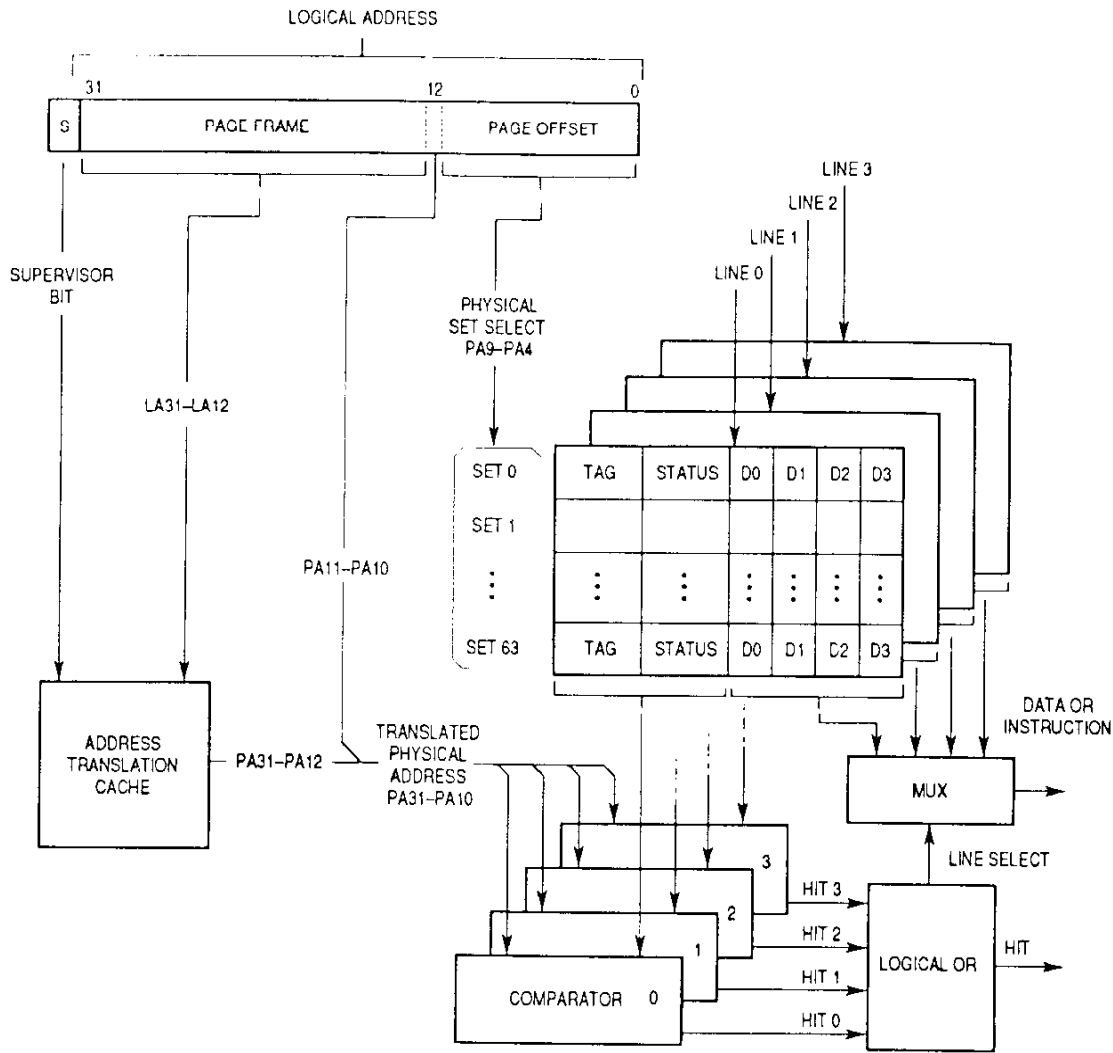 LOGICAL ADDRESS
31
12
0
S
PAGE FRAME
PAGE OFFSET
LINE 3
LINE 2
LINE 1
LINE 0
SUPERVISOR
BIT
PHYSICAL
SET SELECT
PA9–PA4
LA31–LA12
SET 0
TAG
STATUS
D0
D1
D2
D3
SET 1
PA11–PA10
SET 63
TAG
STATUS
D0
D1
D2
D3
ADDRESS
TRANSLATION
CACHE
PA31–PA12
TRANSLATED
PHYSICAL
ADDRESS
PA31–PA10
DATA OR
INSTRUCTION
MUX
LINE SELECT
3
2
1
COMPARATOR 0
HIT 3
HIT 2
HIT 1
HIT 0
LOGICAL OR
HIT